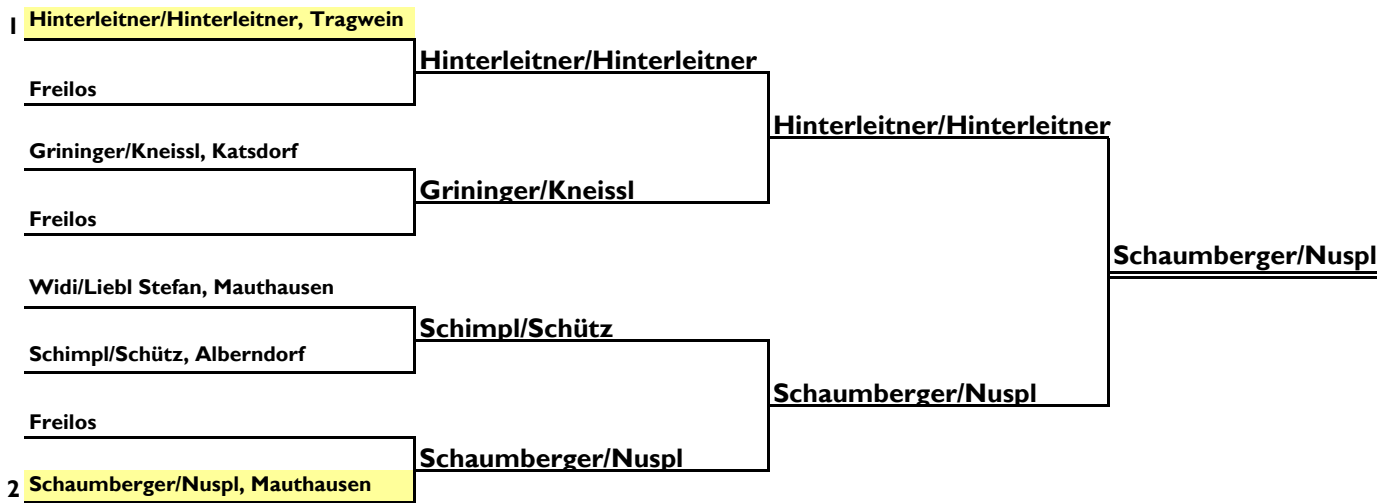 1 Hinterleitner/Hinterleitner, Tragwein
Hinterleitner/Hinterleitner
Freilos
Hinterleitner/Hinterleitner
Grininger/Kneissl, Katsdorf
Grininger/Kneissl
Freilos
Schaumberger/Nuspl
Widi/Liebl Stefan, Mauthausen
Schimpl/Schütz
Schimpl/Schütz, Alberndorf
Schaumberger/Nuspl
Freilos
Schaumberger/Nuspl
2 Schaumberger/Nuspl, Mauthausen